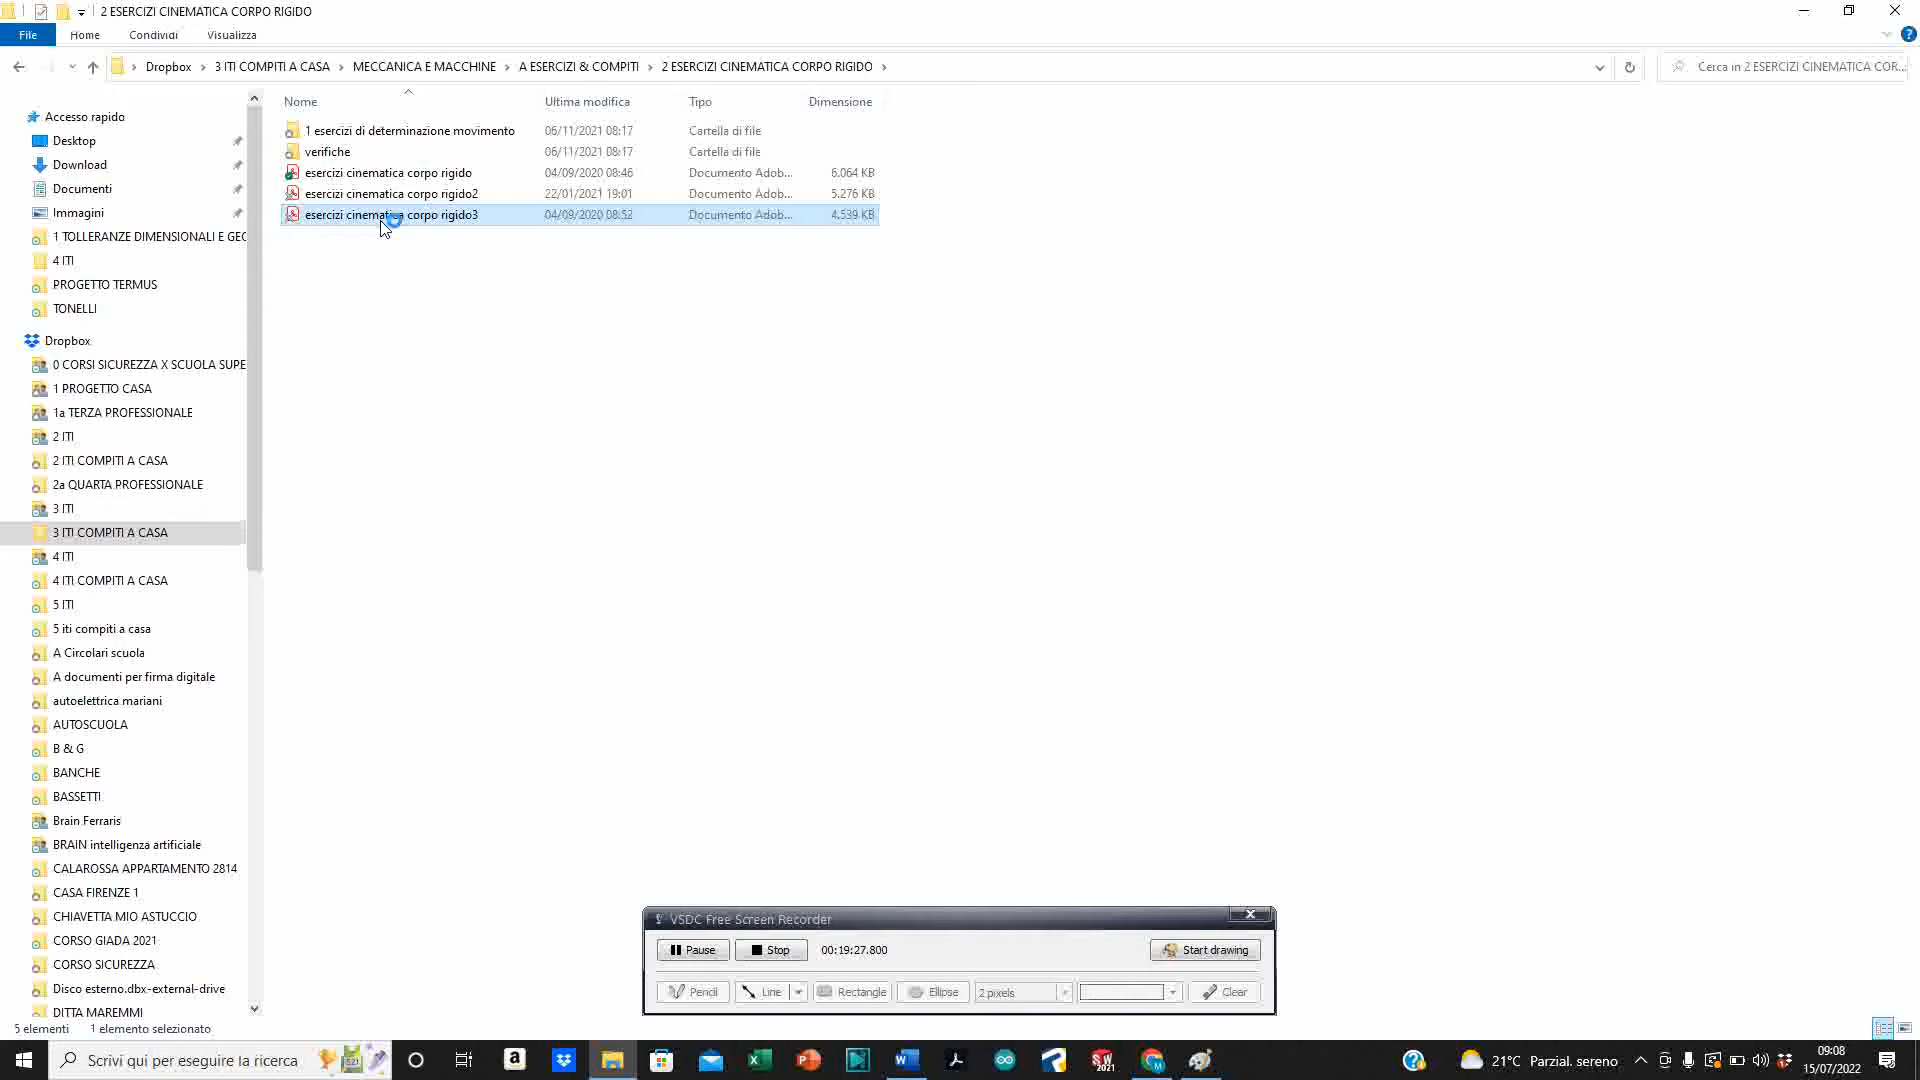 2 ESERCIZI CINEMATICA CORPO RIGIDO
File Home Condividi Visualizza
Dropbox 3 ITI COMPITI A CASA MECCANICA E MACCHINE A ESERCIZI & COMPITI 2 ESERCIZI CINEMATICA CORPO RIGIDO
Cerca in 2 ESERCIZI CINEMATICA COR...
Nome Ultima modifica Tipo Dimensione
1 esercizi di determinazione movimento 06/11/2021 08:17 Cartella di file
verifiche 06/11/2021 08:17 Cartella di file
esercizi cinematica corpo rigido 04/09/2020 08:46 Documento Adob... 6.064 KB
esercizi cinematica corpo rigido2 22/01/2021 19:01 Documento Adob... 5.276 KB
esercizi cinematica corpo rigido3 04/09/2020 08:52 Documento Adob... 4.539 KB
Accesso rapido
Desktop
Download
Documenti
Immagini
1 TOLLERANZE DIMENSIONALI E GEC
4 ITI
PROGETTO TERMUS
TONELLI
Dropbox
0 CORSI SICUREZZA X SCUOLA SUPE
1 PROGETTO CASA
1a TERZA PROFESSIONALE
2 ITI
2 ITI COMPITI A CASA
2a QUARTA PROFESSIONALE
3 ITI
3 ITI COMPITI A CASA
4 ITI
4 ITI COMPITI A CASA
5 ITI
5 iti compiti a casa
A Circolari scuola
A documenti per firma digitale
autoelettrica mariani
AUTOSCUOLA
B & G
BANCHE
BASSETTI
Brain Ferraris
BRAIN intelligenza artificiale
CALAROSSA APPARTAMENTO 2814
CASA FIRENZE 1
CHIAVETTA MIO ASTUCCIO
CORSO GIADA 2021
CORSO SICUREZZA
Disco esterno.dbx-external-drive
DITTA MAREMMI
5 elementi 1 elemento selezionato
VSDC Free Screen Recorder
Pause Stop 00:19:27.800 Start drawing
Pencil Line Rectangle Ellipse 2 pixels Clear
Scrivi qui per eseguire la ricerca
21°C Parzial. sereno
09:08
15/07/2022